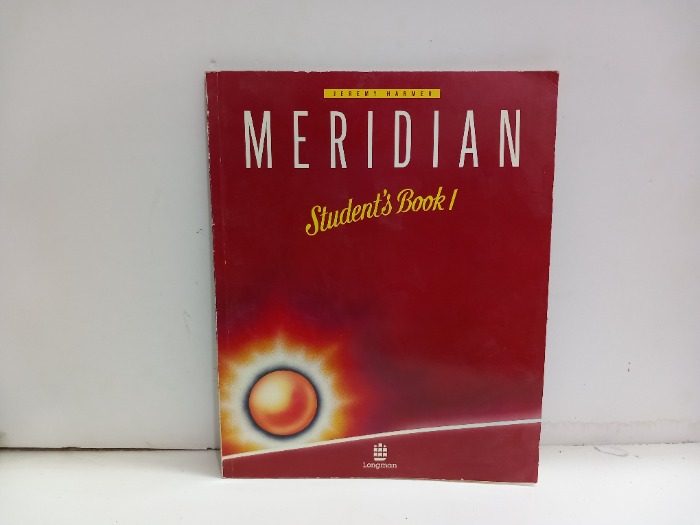 JEREMY HARMER
MERIDIAN
Student's Book 1
Longman